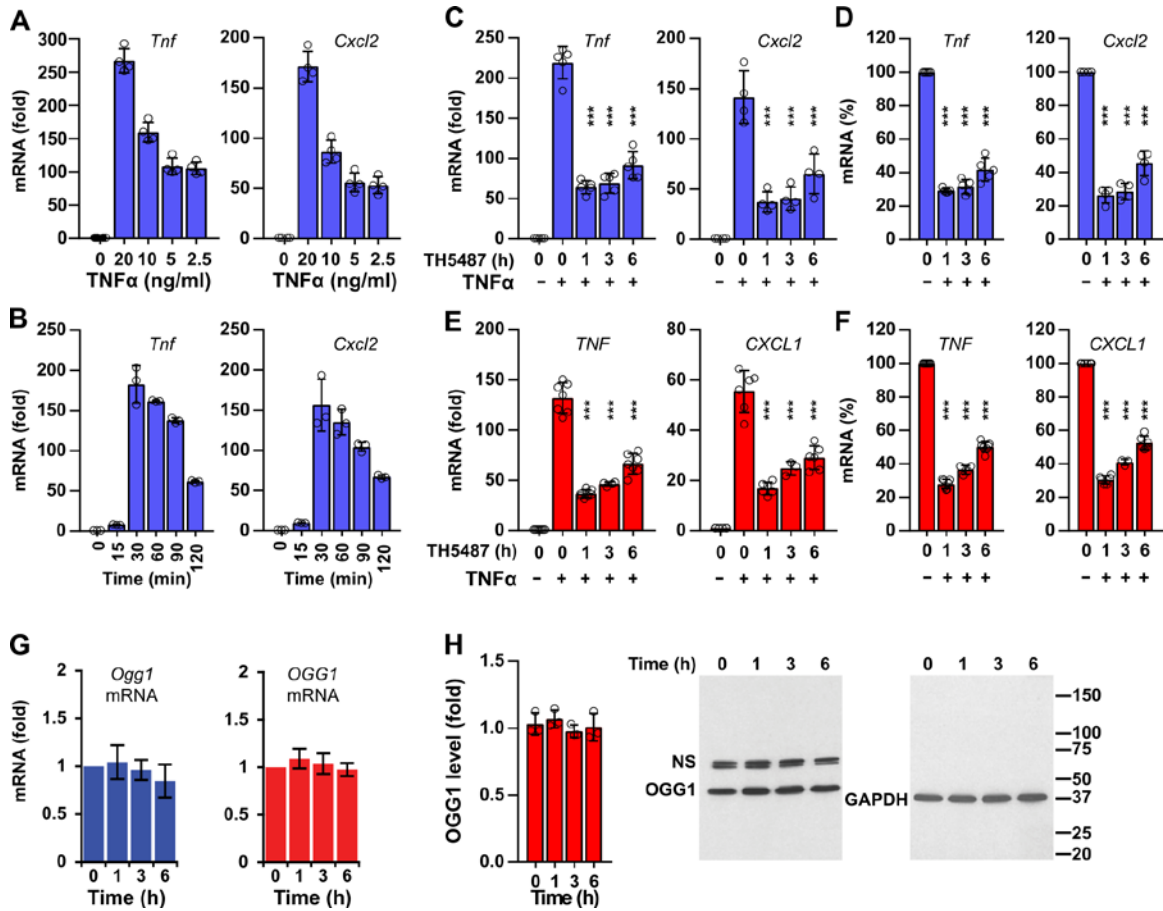 A
Tnf
Cxcl2
mRNA (fold)
300
250
200
150
100
50
0
200
150
100
50
0
0 20 10 5 2.5
0 20 10 5 2.5
TNFα (ng/ml)
TNFα (ng/ml)
B
Tnf
Cxcl2
mRNA (fold)
250
200
150
100
50
0
250
200
150
100
50
0
0 15 30 60 90 120
0 15 30 60 90 120
Time (min)
Time (min)
C
Tnf
Cxcl2
mRNA (fold)
250
200
150
100
50
0
200
150
100
50
0
*** *** ***
*** *** ***
TH5487 (h) 0 0 1 3 6
0 0 1 3 6
TNFα – + + + +
– + + + +
D
Tnf
Cxcl2
mRNA (%)
120
100
80
60
40
20
0
120
100
80
60
40
20
0
*** *** ***
*** *** ***
0 1 3 6
0 1 3 6
– + + +
– + + +
E
TNF
CXCL1
mRNA (fold)
200
150
100
50
0
80
60
40
20
0
*** *** ***
*** *** ***
TH5487 (h) 0 0 1 3 6
0 0 1 3 6
TNFα – + + + +
– + + + +
F
TNF
CXCL1
mRNA (%)
120
100
80
60
40
20
0
120
100
80
60
40
20
0
*** *** ***
*** *** ***
0 1 3 6
0 1 3 6
– + + +
– + + +
G
Ogg1
mRNA
OGG1
mRNA
mRNA (fold)
2
1.5
1
0.5
0
2
1.5
1
0.5
0
0 1 3 6
0 1 3 6
Time (h)
Time (h)
H
OGG1 level (fold)
1.5
1.0
0.5
0.0
0 1 3 6
Time (h)
Time (h) 0 1 3 6
0 1 3 6
NS
OGG1
GAPDH
150
100
75
50
37
25
20